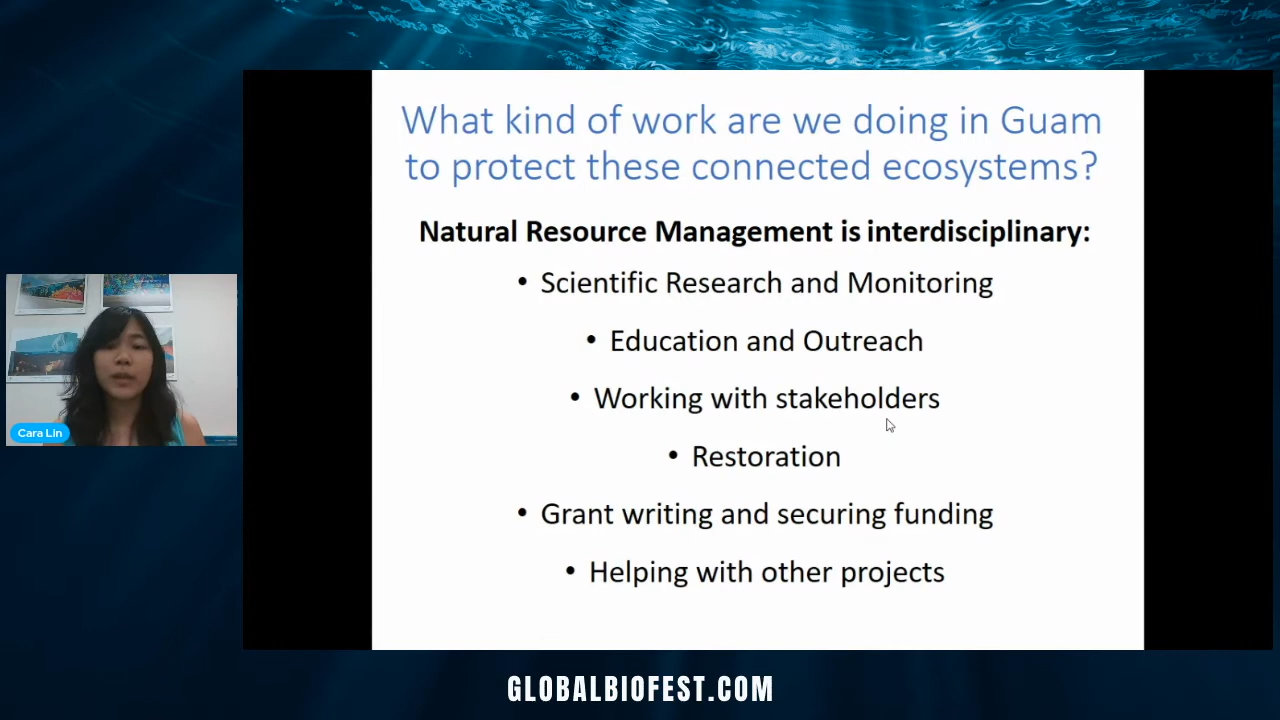 What kind of work are we doing in Guam
to protect these connected ecosystems?
Natural Resource Management is interdisciplinary:
• Scientific Research and Monitoring
• Education and Outreach
• Working with stakeholders
• Restoration
• Grant writing and securing funding
• Helping with other projects
Cara Lin
GLOBALBIOFEST.COM